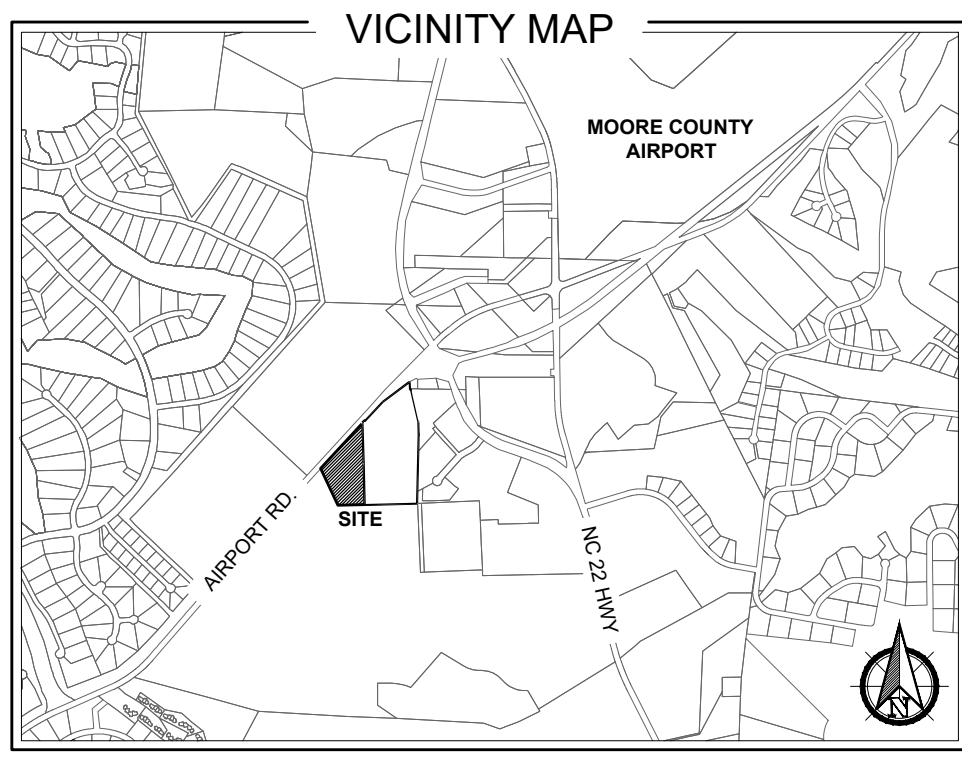 VICINITY MAP
MOORE COUNTY
AIRPORT
SITE
AIRPORT RD.
NC 22 HWY
N